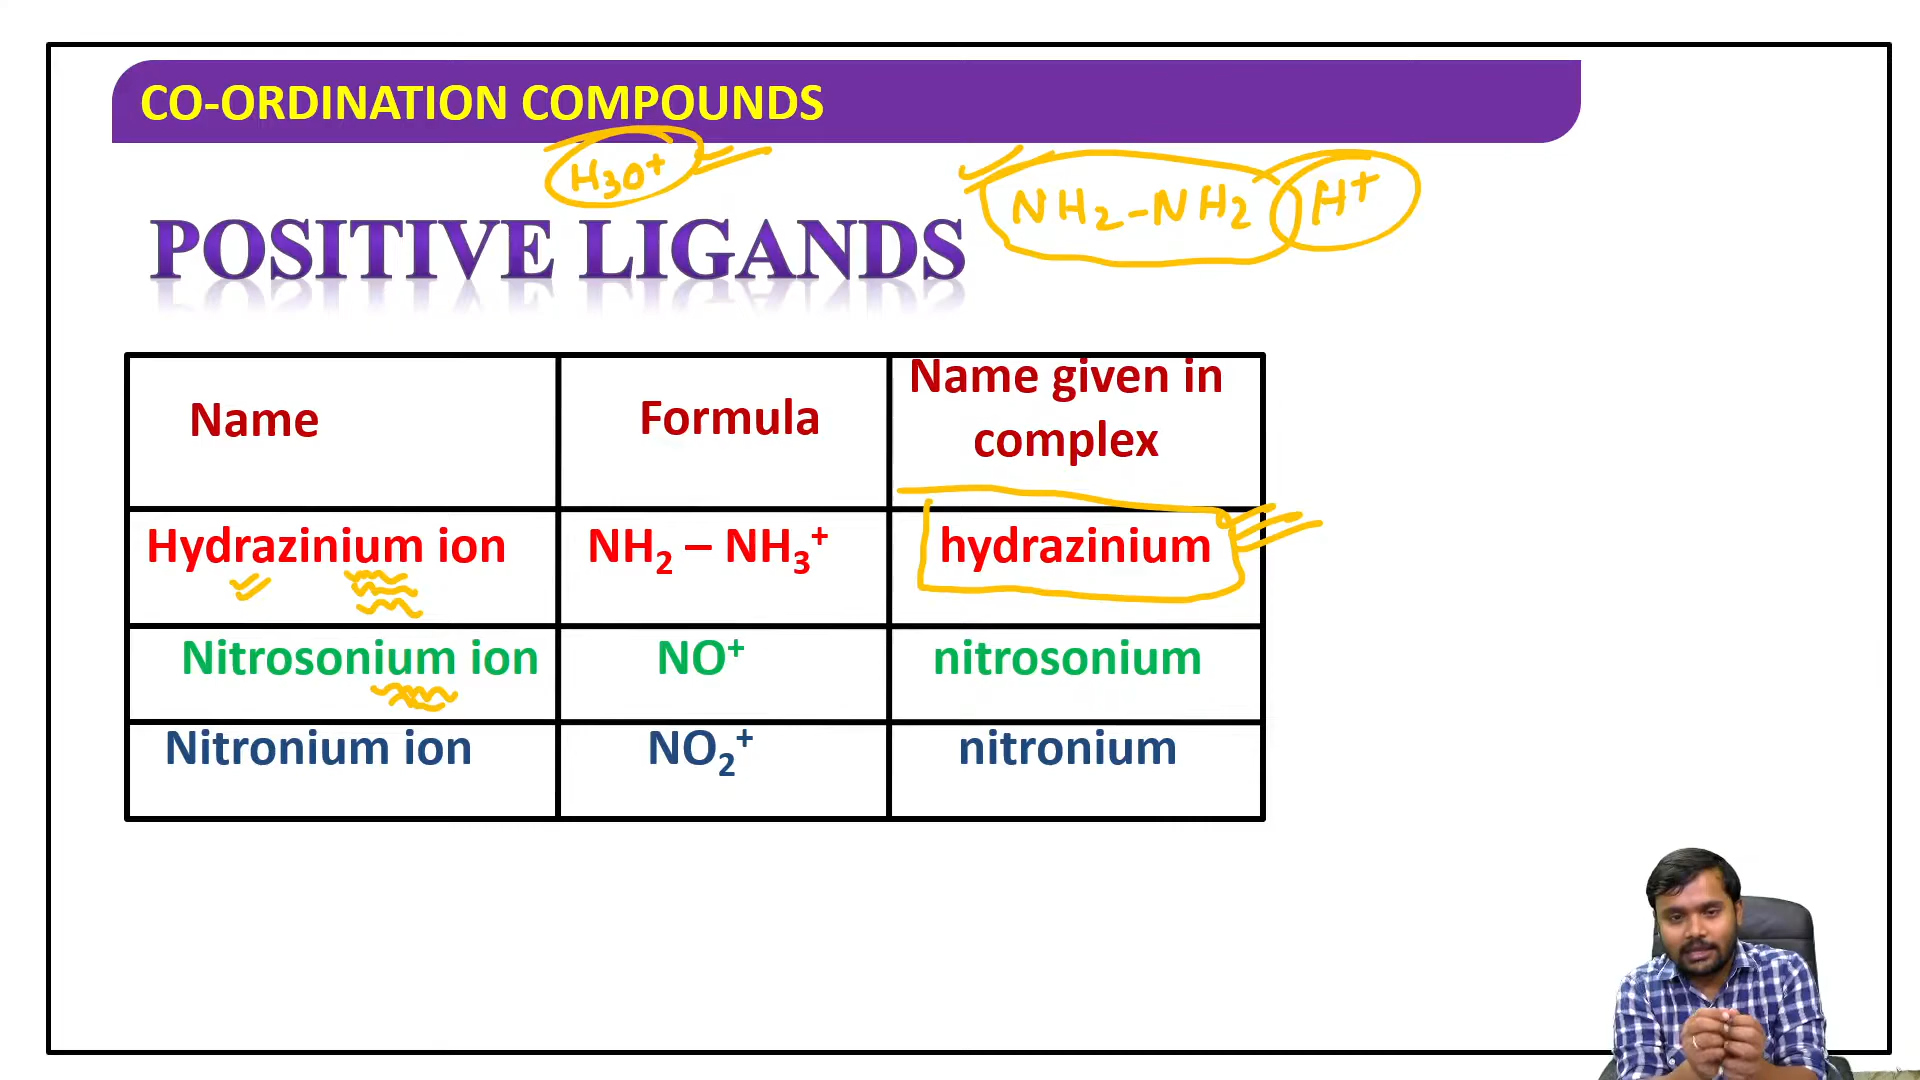 CO-ORDINATION COMPOUNDS
H₃O⁺
NH₂-NH₂ H⁺
POSITIVE LIGANDS
Name Formula Name given in complex
Hydrazinium ion NH₂ – NH₃⁺ hydrazinium
Nitrosonium ion NO⁺ nitrosonium
Nitronium ion NO₂⁺ nitronium